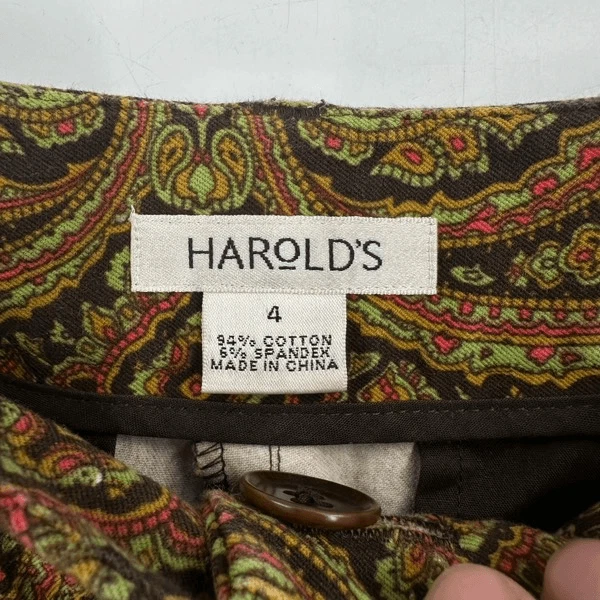 HAROLD'S
4
94% COTTON
6% SPANDEX
MADE IN CHINA